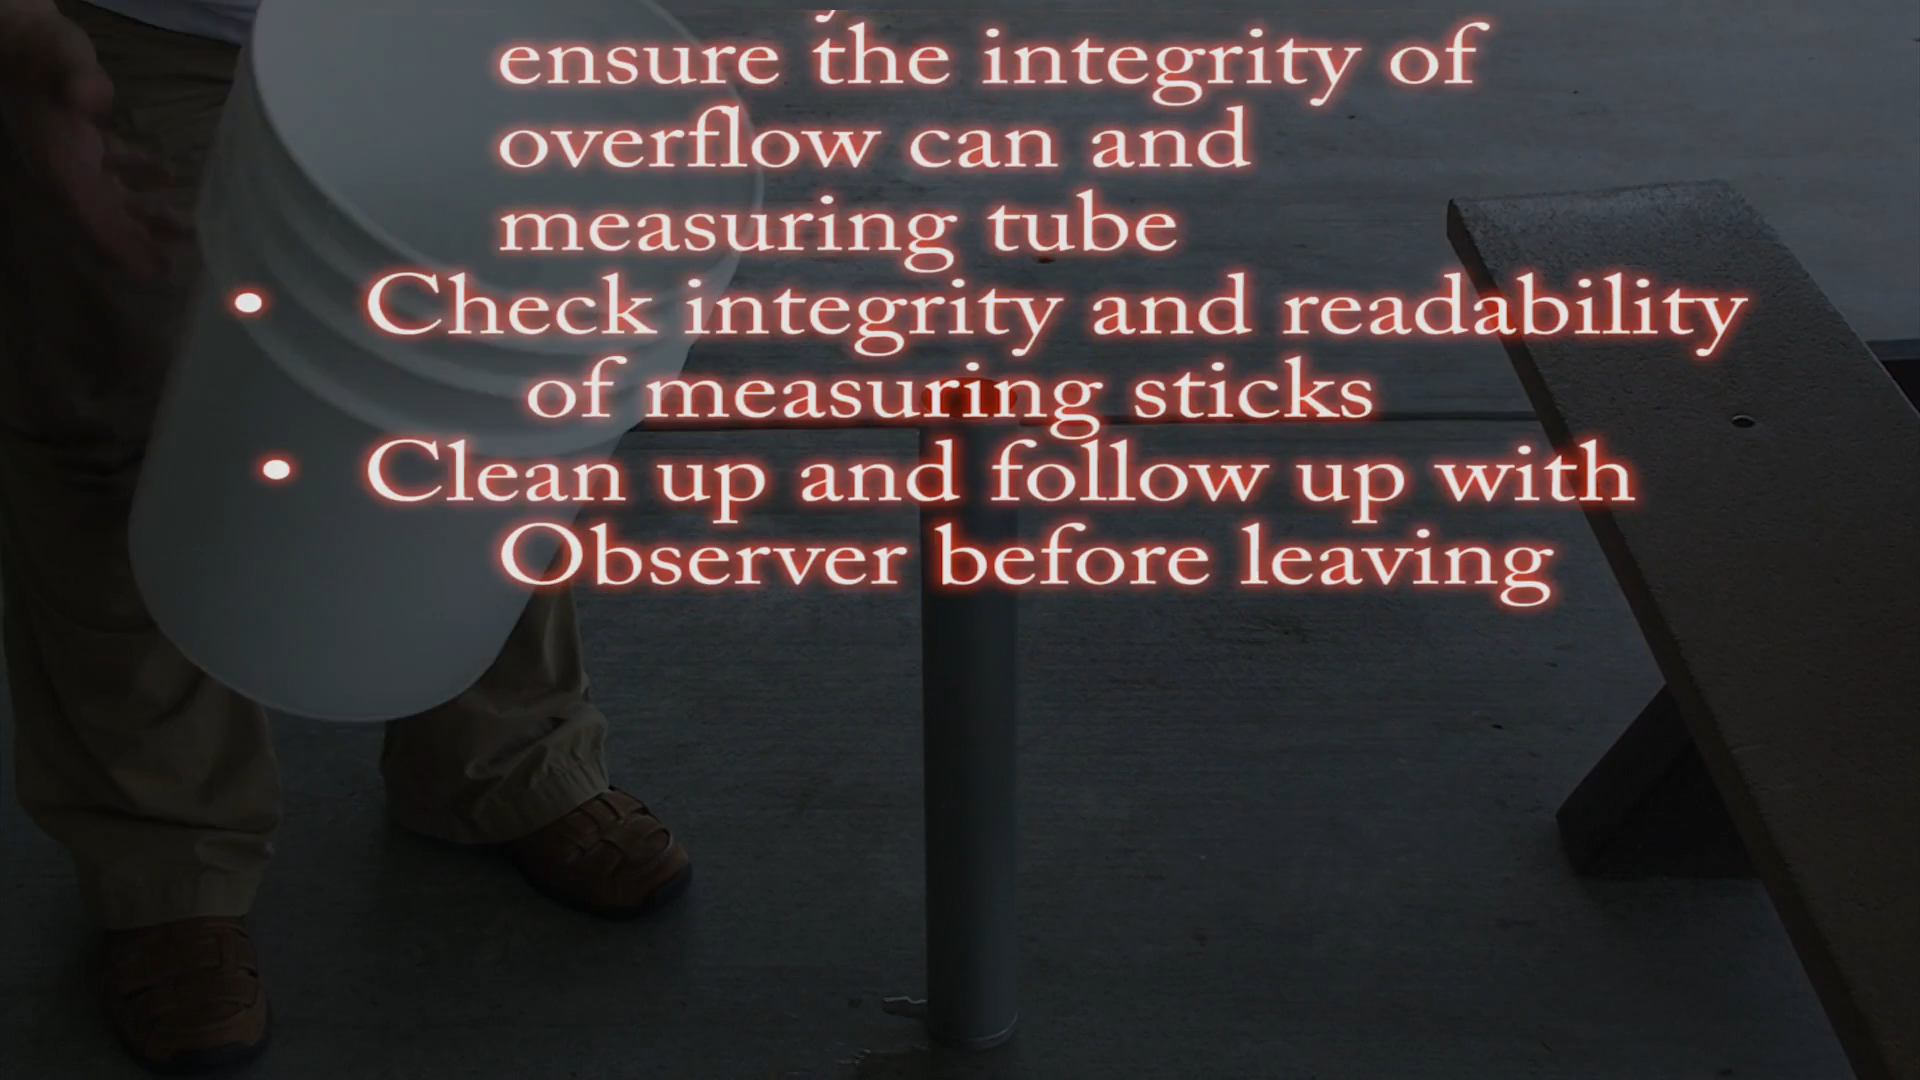 ensure the integrity of
overflow can and
measuring tube
• Check integrity and readability
of measuring sticks
• Clean up and follow up with
Observer before leaving